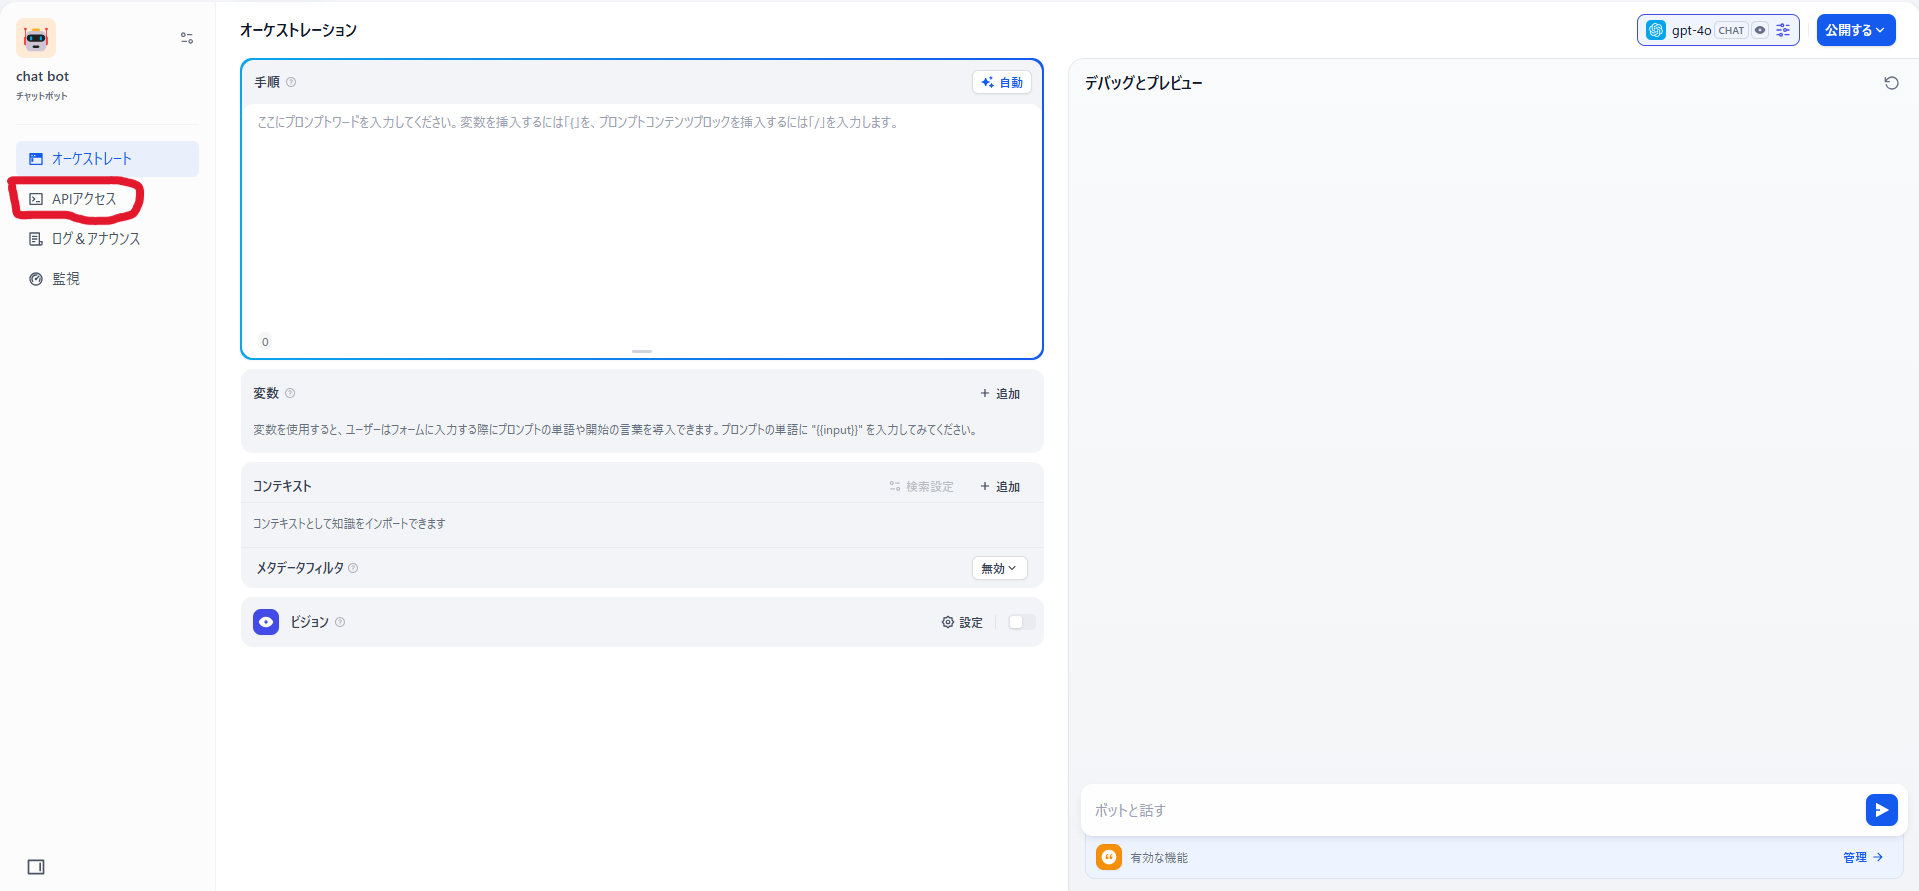 chat bot
チャットボット
オーケストレート
APIアクセス
ログ＆アナウンス
監視
オーケストレーション
gpt-4o CHAT
公開する
手順
自動
ここにプロンプトワードを入力してください。変数を挿入するには「{」を、プロンプトコンテンツブロックを挿入するには「/」を入力します。
0
変数
+ 追加
変数を使用すると、ユーザーはフォームに入力する際にプロンプトの単語や開始の言葉を導入できます。プロンプトの単語に "{{input}}" を入力してみてください。
コンテキスト
検索設定
+ 追加
コンテキストとして知識をインポートできます
メタデータフィルタ
無効
ビジョン
設定
デバッグとプレビュー
ボットと話す
有効な機能
管理 →